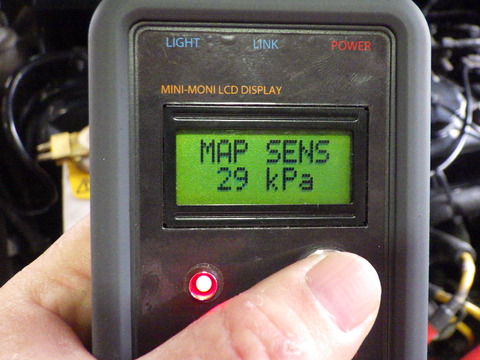 LIGHT LINK POWER
MINI-MONI LCD DISPLAY
MAP SENS
29 kPa